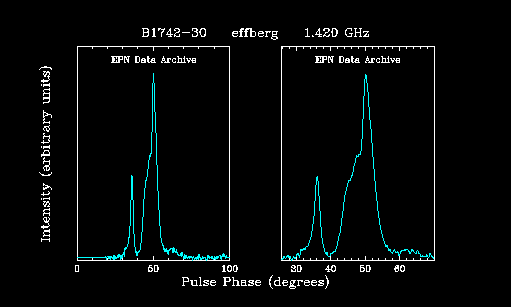 B1742-30 effberg 1.420 GHz
EPN Data Archive EPN Data Archive
Intensity (arbitrary units)
0 50 100 30 40 50 60
Pulse Phase (degrees)